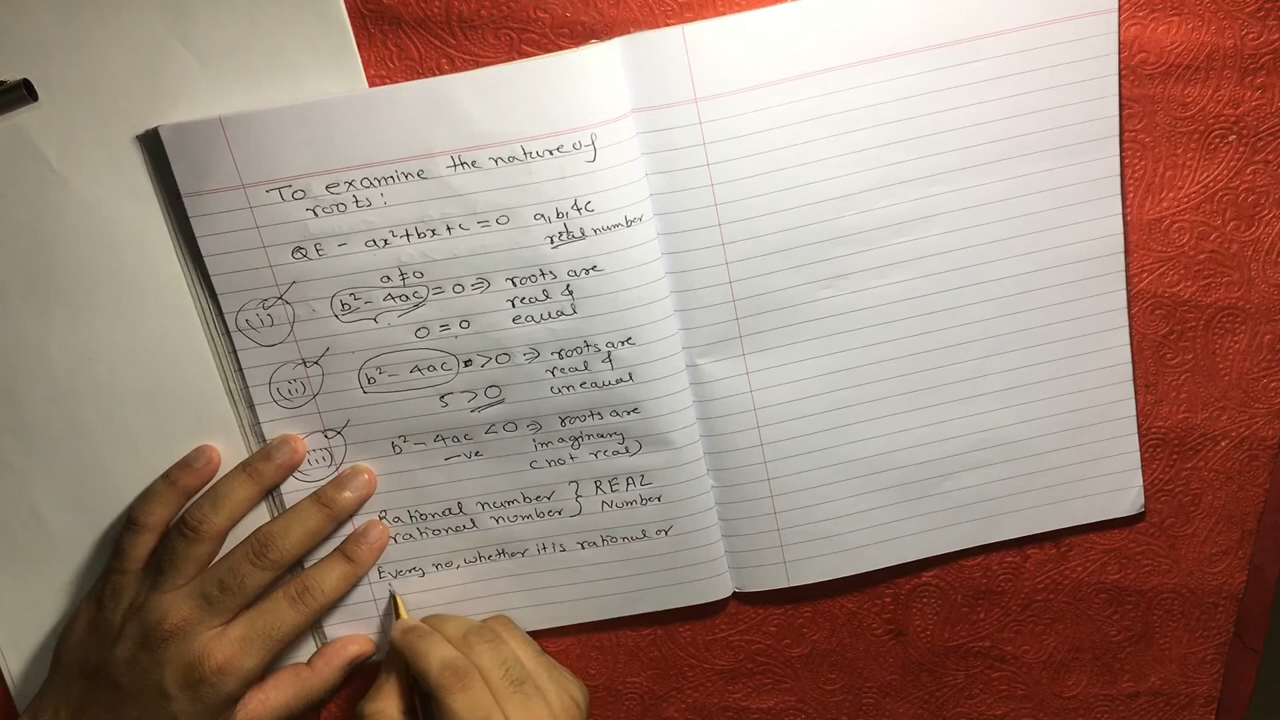 To examine the nature of
roots:
QE - ax²+bx+c=0 a,b,&c
real number
a≠0
(i) b²-4ac = 0 ⇒ roots are
real &
0 = 0 equal
(ii) b²-4ac >0 ⇒ roots are
real &
5>0 unequal
(iii) b²-4ac <0 ⇒ roots are
-ve imaginary
(not real)
Rational number } REAL
rational number } Number
Every no, whether it is rational or